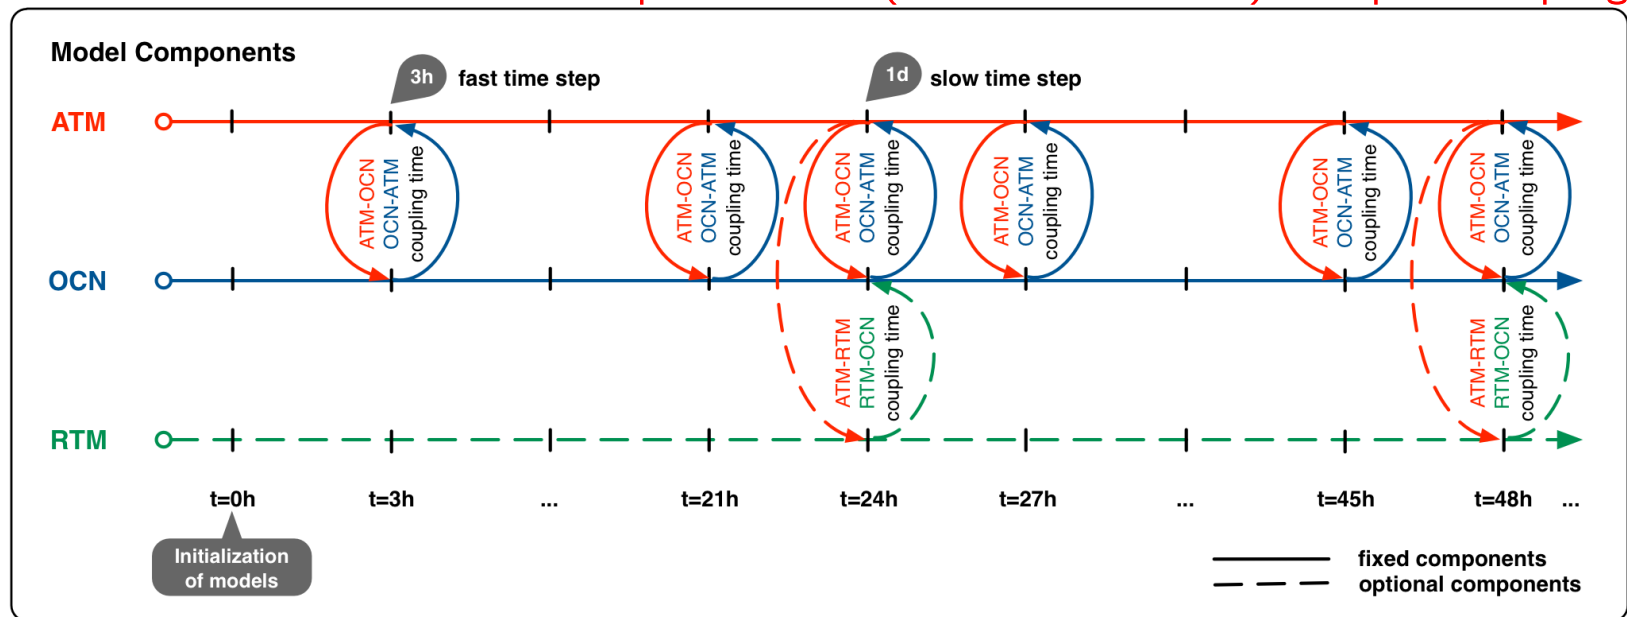 Model Components
3h fast time step
1d slow time step
ATM
ATM-OCN
OCN-ATM
coupling time
ATM-OCN
OCN-ATM
coupling time
ATM-OCN
OCN-ATM
coupling time
ATM-OCN
OCN-ATM
coupling time
ATM-OCN
OCN-ATM
coupling time
ATM-OCN
OCN-ATM
coupling time
OCN
ATM-RTM
RTM-OCN
coupling time
ATM-RTM
RTM-OCN
coupling time
RTM
t=0h t=3h ... t=21h t=24h t=27h ... t=45h t=48h ...
Initialization
of models
fixed components
optional components